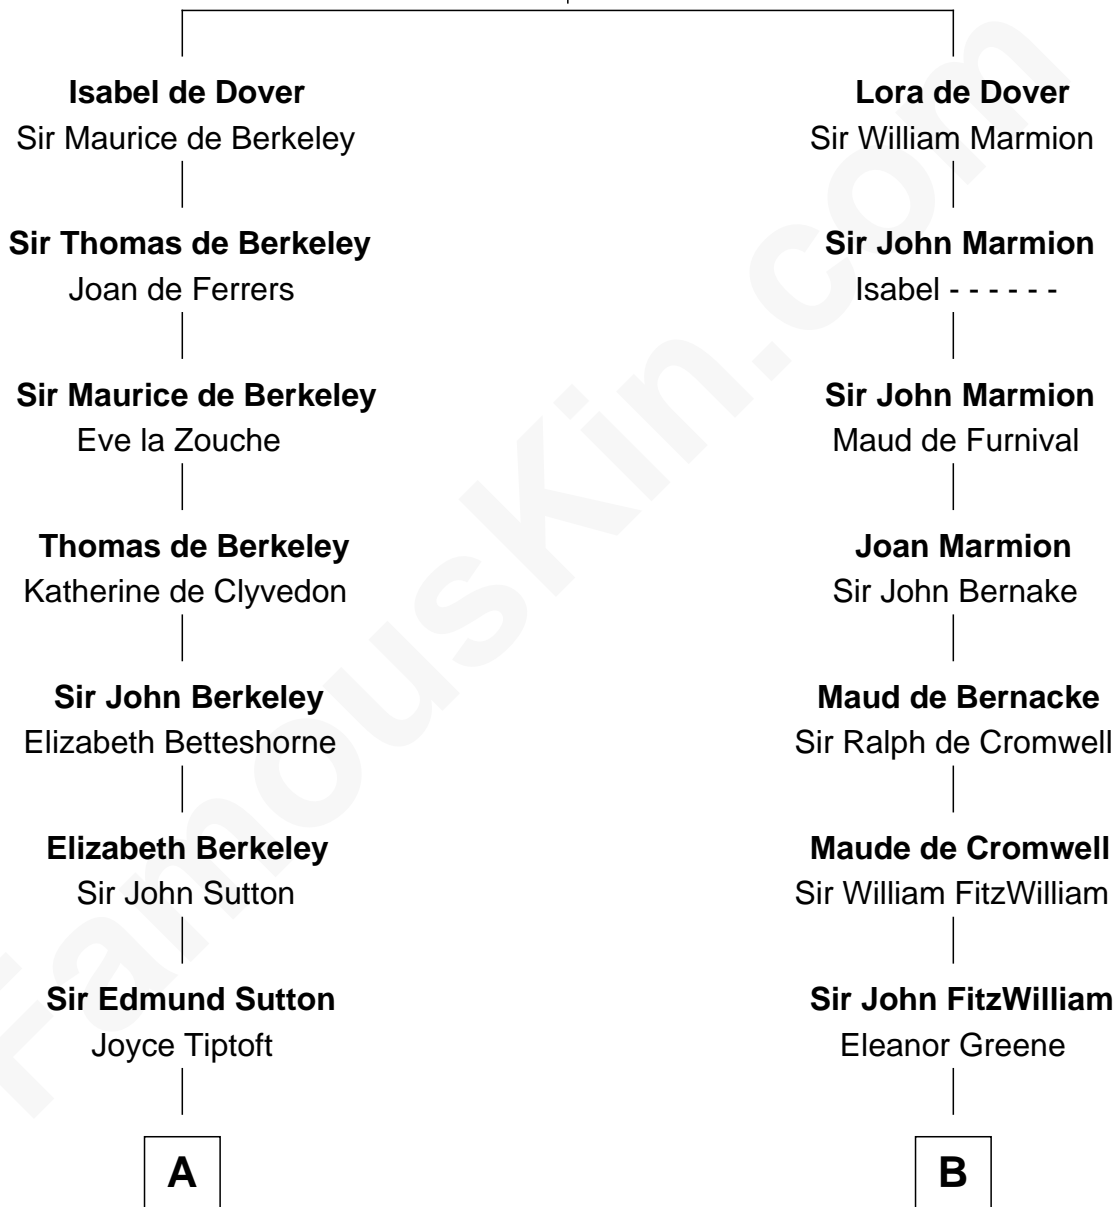 Isabel de Dover
Sir Maurice de Berkeley
Lora de Dover
Sir William Marmion
Sir Thomas de Berkeley
Joan de Ferrers
Sir John Marmion
Isabel - - - - - -
Sir Maurice de Berkeley
Eve la Zouche
Sir John Marmion
Maud de Furnival
Thomas de Berkeley
Katherine de Clyvedon
Joan Marmion
Sir John Bernake
Sir John Berkeley
Elizabeth Betteshorne
Maud de Bernacke
Sir Ralph de Cromwell
Elizabeth Berkeley
Sir John Sutton
Maude de Cromwell
Sir William FitzWilliam
Sir Edmund Sutton
Joyce Tiptoft
Sir John FitzWilliam
Eleanor Greene
A
B
FamousKin.com